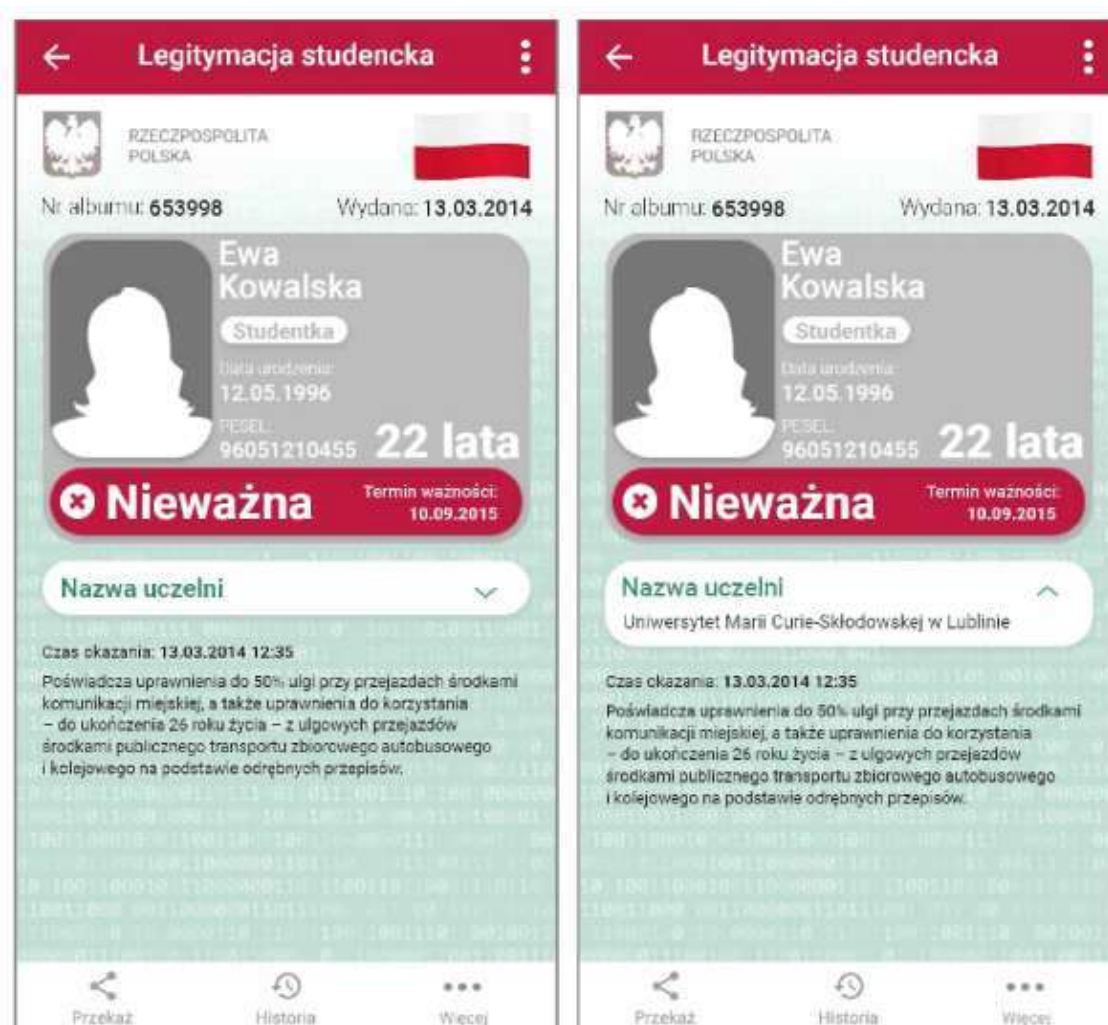 Legitymacja studencka
RZECZPOSPOLITA
POLSKA
Nr albumu: 653998
Wydana: 13.03.2014
Ewa
Kowalska
Studentka
Data urodzenia:
12.05.1996
PESEL:
96051210455
22 lata
Nieważna
Termin ważności:
10.09.2015
Nazwa uczelni
Czas okazania: 13.03.2014 12:35
Poświadcza uprawnienia do 50% ulgi przy przejazdach środkami
komunikacji miejskiej, a także uprawnienia do korzystania
– do ukończenia 26 roku życia – z ulgowych przejazdów
środkami publicznego transportu zbiorowego autobusowego
i kolejowego na podstawie odrębnych przepisów.
Przekaż
Historia
Więcej
Legitymacja studencka
RZECZPOSPOLITA
POLSKA
Nr albumu: 653998
Wydana: 13.03.2014
Ewa
Kowalska
Studentka
Data urodzenia:
12.05.1996
PESEL:
96051210455
22 lata
Nieważna
Termin ważności:
10.09.2015
Nazwa uczelni
Uniwersytet Marii Curie-Skłodowskej w Lublinie
Czas okazania: 13.03.2014 12:35
Poświadcza uprawnienia do 50% ulgi przy przejazdach środkami
komunikacji miejskiej, a także uprawnienia do korzystania
– do ukończenia 26 roku życia – z ulgowych przejazdów
środkami publicznego transportu zbiorowego autobusowego
i kolejowego na podstawie odrębnych przepisów.
Przekaż
Historia
Więcej